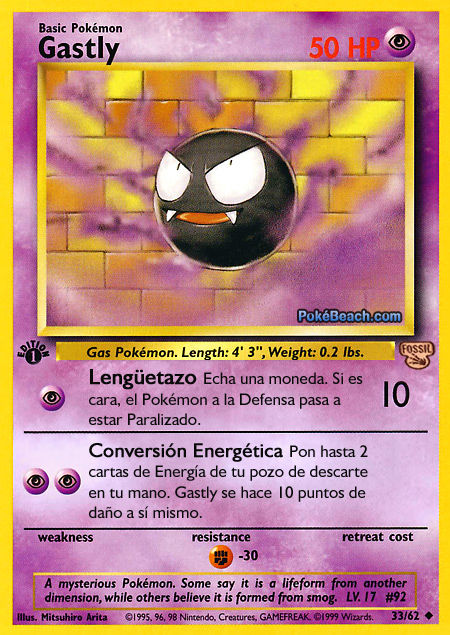 Basic Pokémon
Gastly 50 HP
PokéBeach.com
EDITION 1
FOSSIL
Gas Pokémon. Length: 4' 3", Weight: 0.2 lbs.
Lengüetazo Echa una moneda. Si es
cara, el Pokémon a la Defensa pasa a
estar Paralizado.
10
Conversión Energética Pon hasta 2
cartas de Energía de tu pozo de descarte
en tu mano. Gastly se hace 10 puntos de
daño a sí mismo.
weakness resistance retreat cost
-30
A mysterious Pokémon. Some say it is a lifeform from another
dimension, while others believe it is formed from smog. LV. 17 #92
Illus. Mitsuhiro Arita ©1995, 96, 98 Nintendo, Creatures, GAMEFREAK. ©1999 Wizards. 33/62